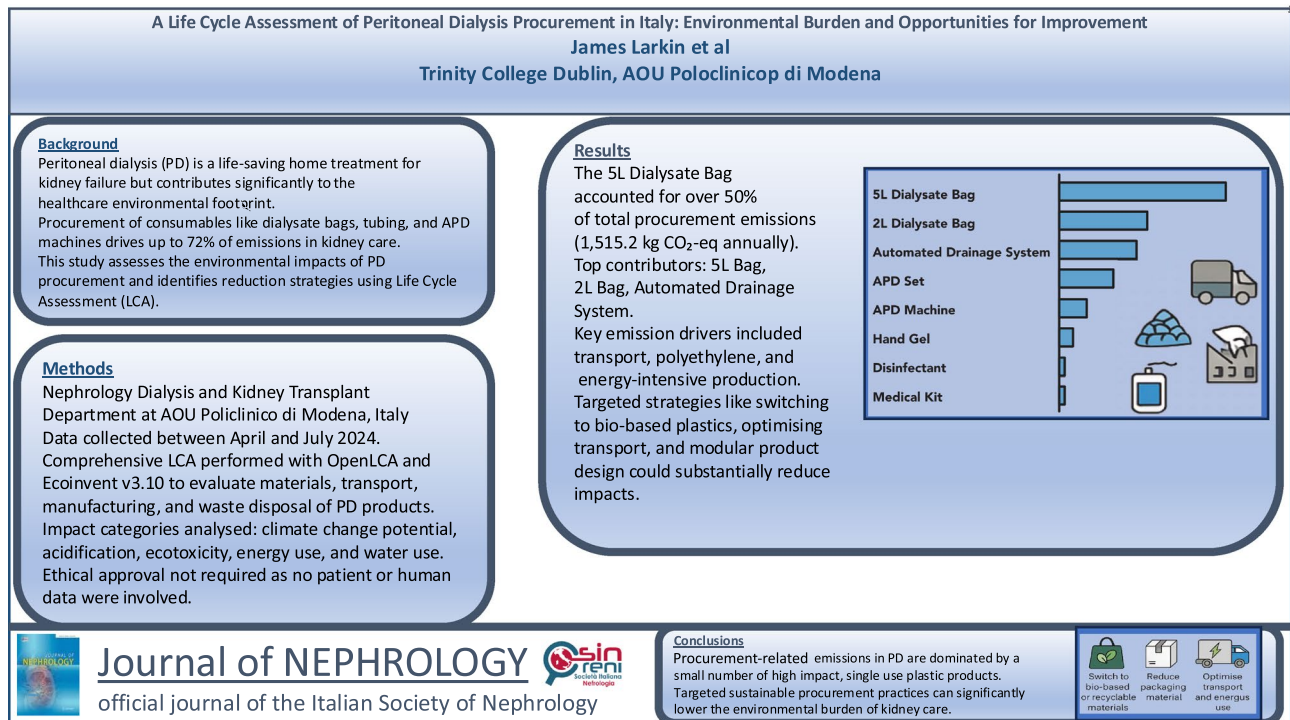 A Life Cycle Assessment of Peritoneal Dialysis Procurement in Italy: Environmental Burden and Opportunities for Improvement
James Larkin et al
Trinity College Dublin, AOU Poloclinicop di Modena
Background
Peritoneal dialysis (PD) is a life-saving home treatment for
kidney failure but contributes significantly to the
healthcare environmental footprint.
Procurement of consumables like dialysate bags, tubing, and APD
machines drives up to 72% of emissions in kidney care.
This study assesses the environmental impacts of PD
procurement and identifies reduction strategies using Life Cycle
Assessment (LCA).
Methods
Nephrology Dialysis and Kidney Transplant
Department at AOU Policlinico di Modena, Italy
Data collected between April and July 2024.
Comprehensive LCA performed with OpenLCA and
Ecoinvent v3.10 to evaluate materials, transport,
manufacturing, and waste disposal of PD products.
Impact categories analysed: climate change potential,
acidification, ecotoxicity, energy use, and water use.
Ethical approval not required as no patient or human
data were involved.
Results
The 5L Dialysate Bag
accounted for over 50%
of total procurement emissions
(1,515.2 kg CO₂-eq annually).
Top contributors: 5L Bag,
2L Bag, Automated Drainage
System.
Key emission drivers included
transport, polyethylene, and
energy-intensive production.
Targeted strategies like switching
to bio-based plastics, optimising
transport, and modular product
design could substantially reduce
impacts.
5L Dialysate Bag
2L Dialysate Bag
Automated Drainage System
APD Set
APD Machine
Hand Gel
Disinfectant
Medical Kit
NEPHROLOGY
Journal of NEPHROLOGY
official journal of the Italian Society of Nephrology
sin
reni
Società Italiana
Nefrologia
Conclusions
Procurement-related emissions in PD are dominated by a
small number of high impact, single use plastic products.
Targeted sustainable procurement practices can significantly
lower the environmental burden of kidney care.
Switch to
bio-based
or recyclable
materials
Reduce
packaging
material
Optimise
transport
and energus
use